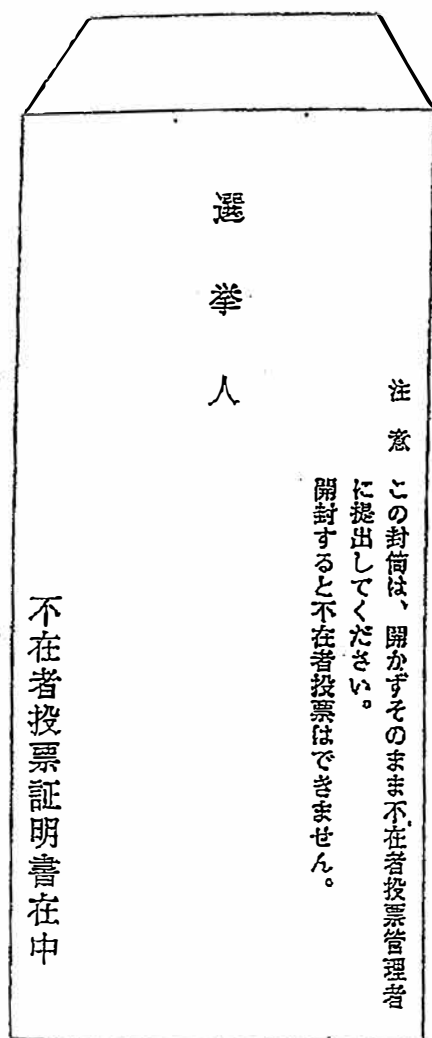 注意 この封筒は、開かずそのまま不在者投票管理者
に提出してください。
開封すると不在者投票はできません。
選挙人
不在者投票証明書在中